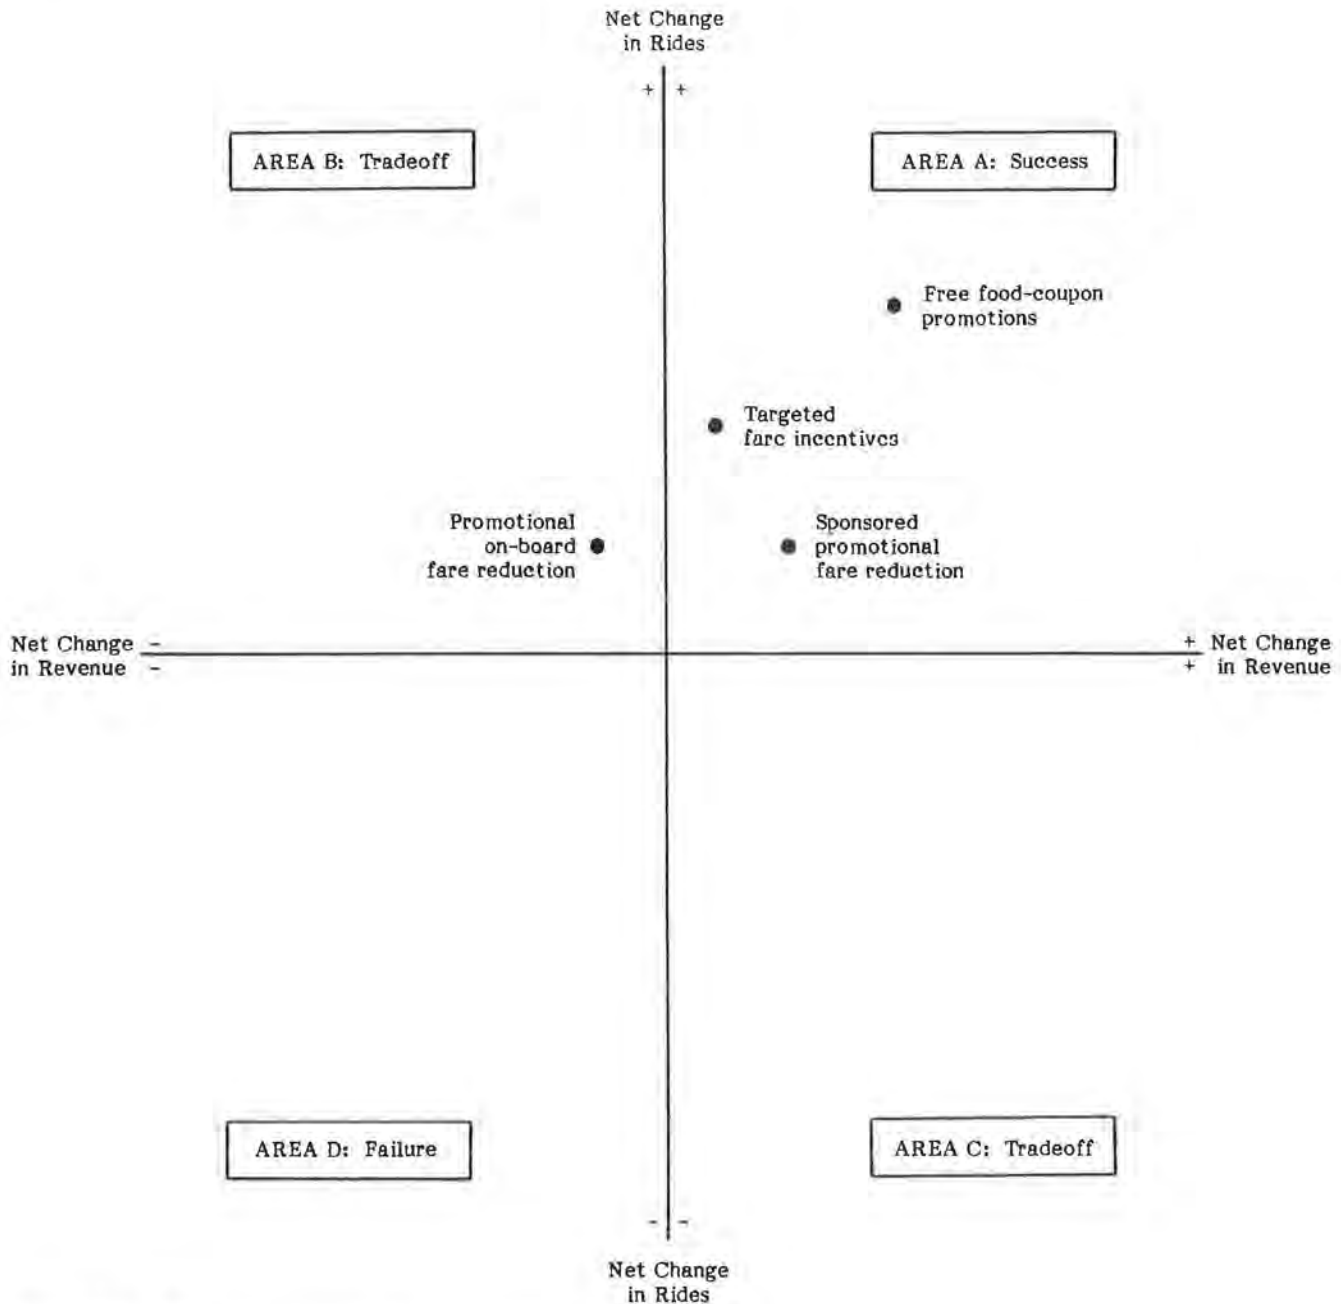 Net Change
in Rides
+ +
AREA B: Tradeoff
AREA A: Success
Free food-coupon
promotions
Targeted
fare incentives
Promotional
on-board
fare reduction
Sponsored
promotional
fare reduction
Net Change -
in Revenue -
+ Net Change
+ in Revenue
AREA D: Failure
AREA C: Tradeoff
- -
Net Change
in Rides